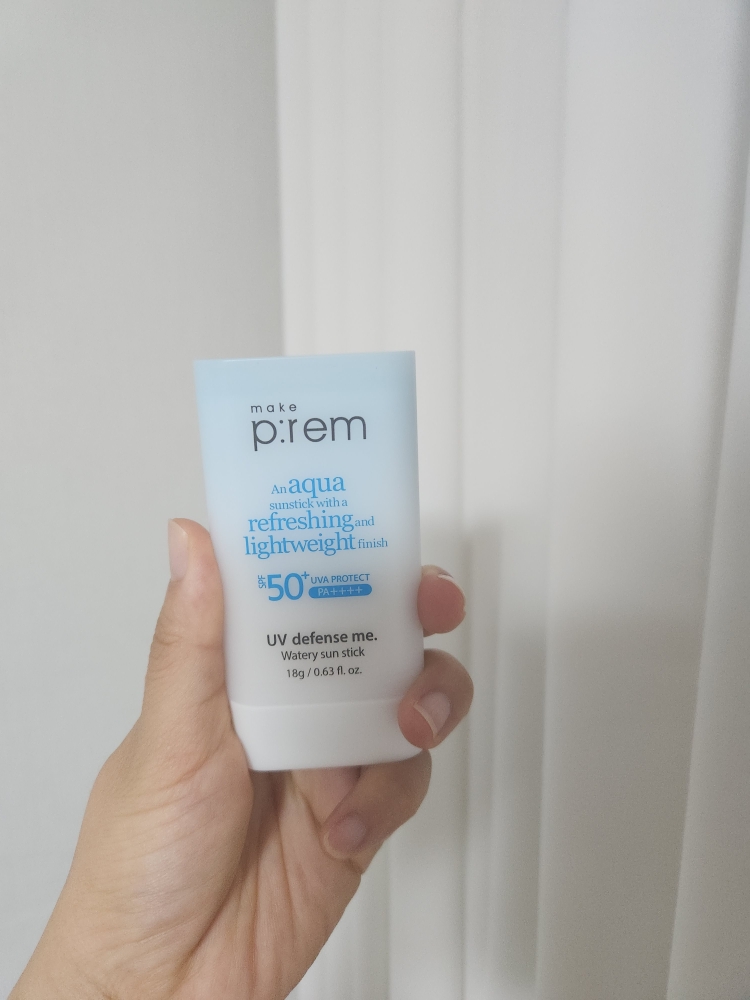 make
p:rem
An aqua
sunstick with a
refreshing and
lightweight finish
SPF 50+ UVA PROTECT
PA++++
UV defense me.
Watery sun stick
18g / 0.63 fl. oz.